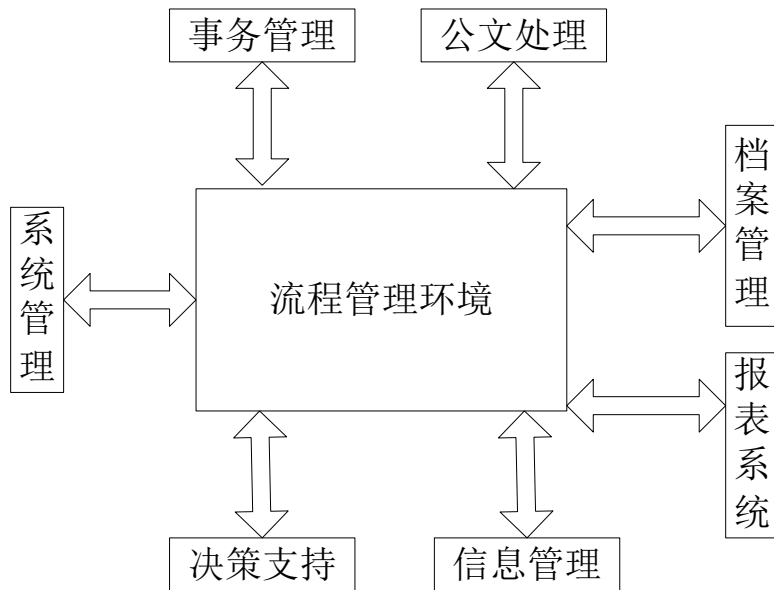 事务管理
公文处理
档案管理
系统管理
流程管理环境
报表系统
决策支持
信息管理